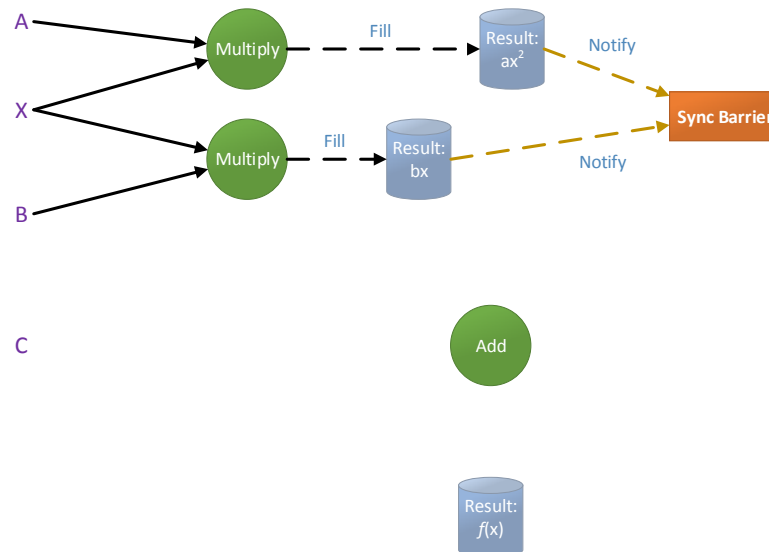 A
Multiply
Fill
Result:
ax²
Notify
X
Sync Barrier
Multiply
Fill
Result:
bx
Notify
B
C
Add
Result:
f(x)